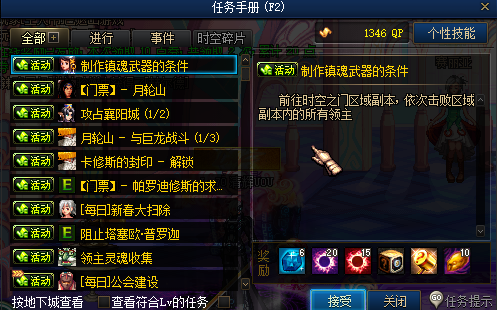 任务手册(F2)
全部 进行 事件 时空碎片
1346 QP 个性技能
活动 制作镇魂武器的条件
活动 【门票】- 月轮山
活动 攻占襄阳城 (1/2)
活动 月轮山 - 与巨龙战斗 (1/3)
活动 卡修斯的封印 - 解锁
活动 E 【门票】- 帕罗迪修斯的求...
活动 [每日]新春大扫除
活动 E 阻止塔塞欧·普罗迦
活动 领主灵魂收集
活动 [每日]公会建设
按地下城查看 查看符合Lv的任务
活动 制作镇魂武器的条件
前往时空之门区域副本，依次击败区域
副本内的所有领主
奖励
6 20 15 2 4 10
接受 关闭 GO 任务提示